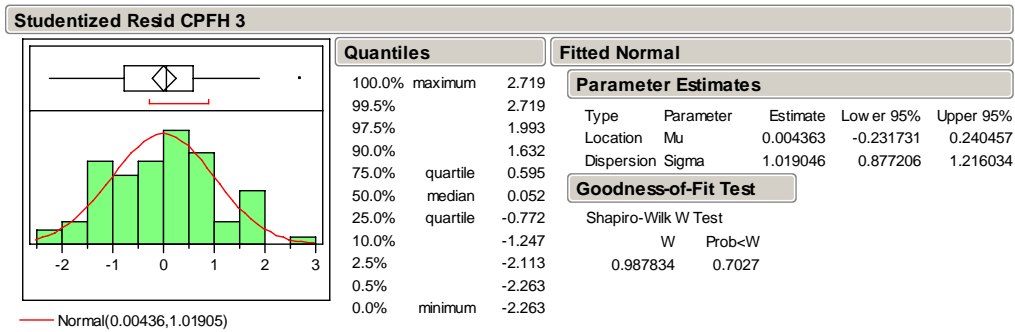 Studentized Resid CPFH 3
-2 -1 0 1 2 3
Normal(0.00436,1.01905)
Quantiles
100.0% maximum 2.719
99.5% 2.719
97.5% 1.993
90.0% 1.632
75.0% quartile 0.595
50.0% median 0.052
25.0% quartile -0.772
10.0% -1.247
2.5% -2.113
0.5% -2.263
0.0% minimum -2.263
Fitted Normal
Parameter Estimates
Type Parameter Estimate Lower 95% Upper 95%
Location Mu 0.004363 -0.231731 0.240457
Dispersion Sigma 1.019046 0.877206 1.216034
Goodness-of-Fit Test
Shapiro-Wilk W Test
W Prob<W
0.987834 0.7027